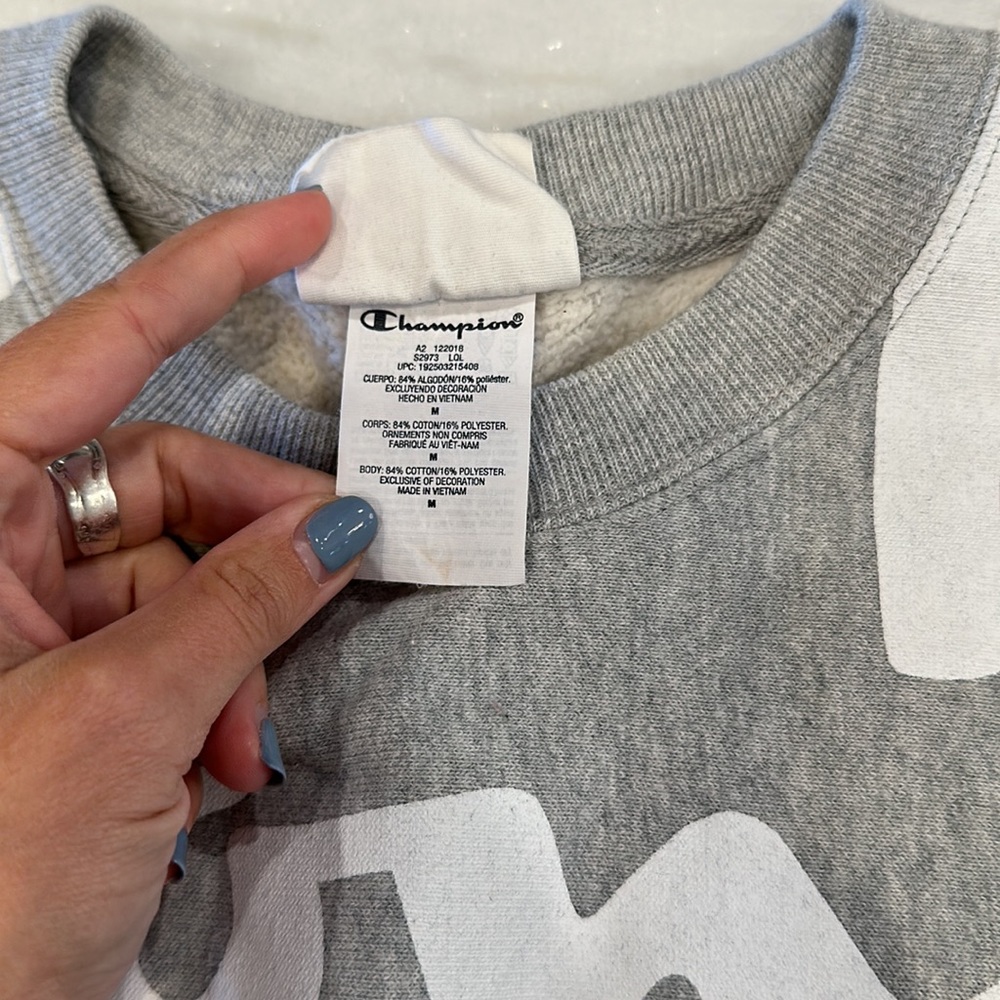 Champion®
A2 122018
S2973 LQL
UPC: 192503215408
CUERPO: 84% ALGODÓN/16% poliéster.
EXCLUYENDO DECORACIÓN
HECHO EN VIETNAM
M
CORPS: 84% COTON/16% POLYESTER.
ORNEMENTS NON COMPRIS
FABRIQUÉ AU VIÊT-NAM
M
BODY: 84% COTTON/16% POLYESTER.
EXCLUSIVE OF DECORATION
MADE IN VIETNAM
M